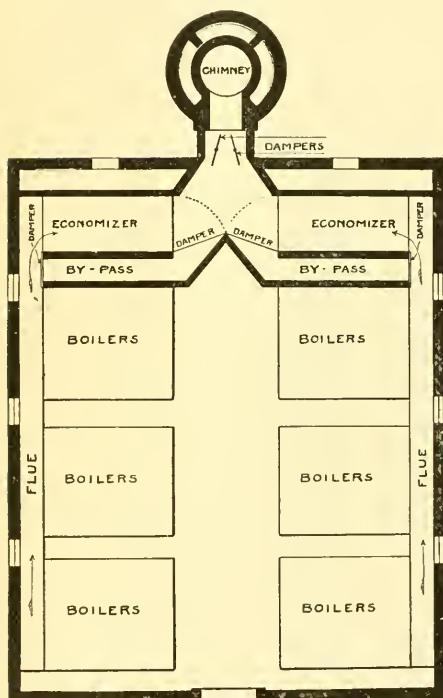 CHIMNEY
DAMPERS
DAMPER
ECONOMIZER
ECONOMIZER
DAMPER
DAMPER
DAMPER
BY-PASS
BY-PASS
BOILERS
BOILERS
BOILERS
BOILERS
FLUE
FLUE
BOILERS
BOILERS